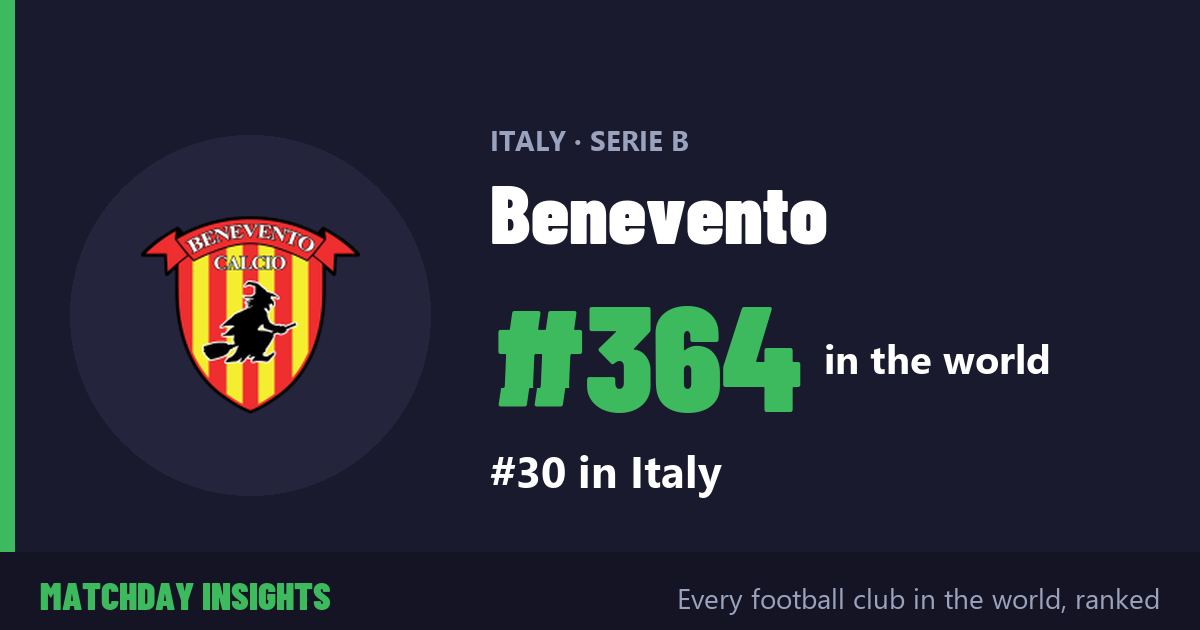 BENEVENTO
CALCIO
ITALY · SERIE B
Benevento
#364 in the world
#30 in Italy
MATCHDAY INSIGHTS
Every football club in the world, ranked